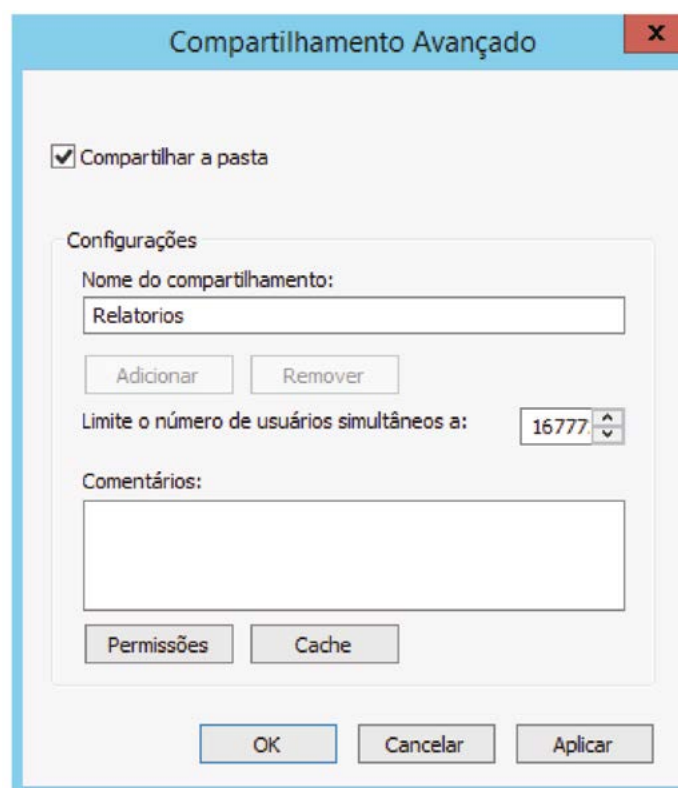 Compartilhamento Avançado
x
Compartilhar a pasta
Configurações
Nome do compartilhamento:
Relatorios
Adicionar Remover
Limite o número de usuários simultâneos a: 16777
Comentários:
Permissões Cache
OK Cancelar Aplicar